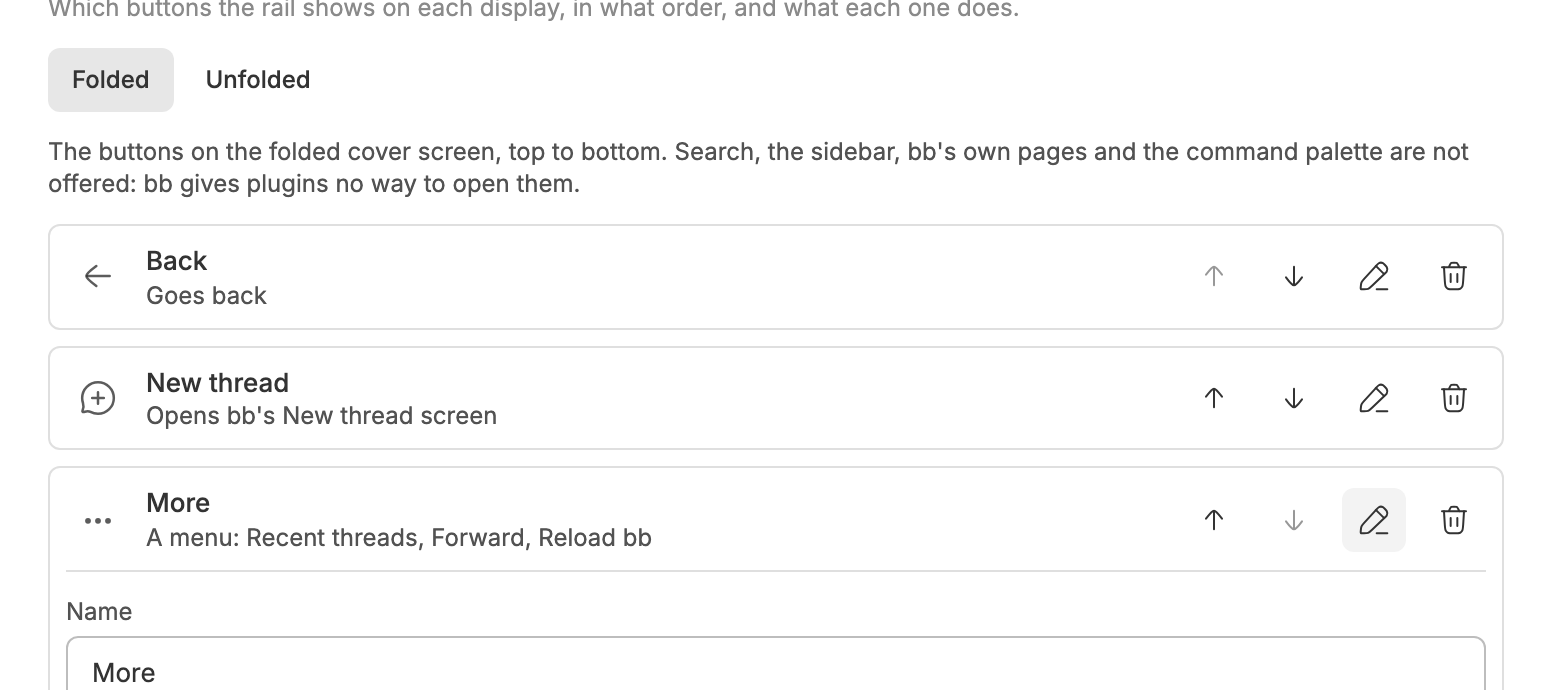 Which buttons the rail shows on each display, in what order, and what each one does.
Folded
Unfolded
The buttons on the folded cover screen, top to bottom. Search, the sidebar, bb's own pages and the command palette are not
offered: bb gives plugins no way to open them.
Back
Goes back
New thread
Opens bb's New thread screen
More
A menu: Recent threads, Forward, Reload bb
Name
More